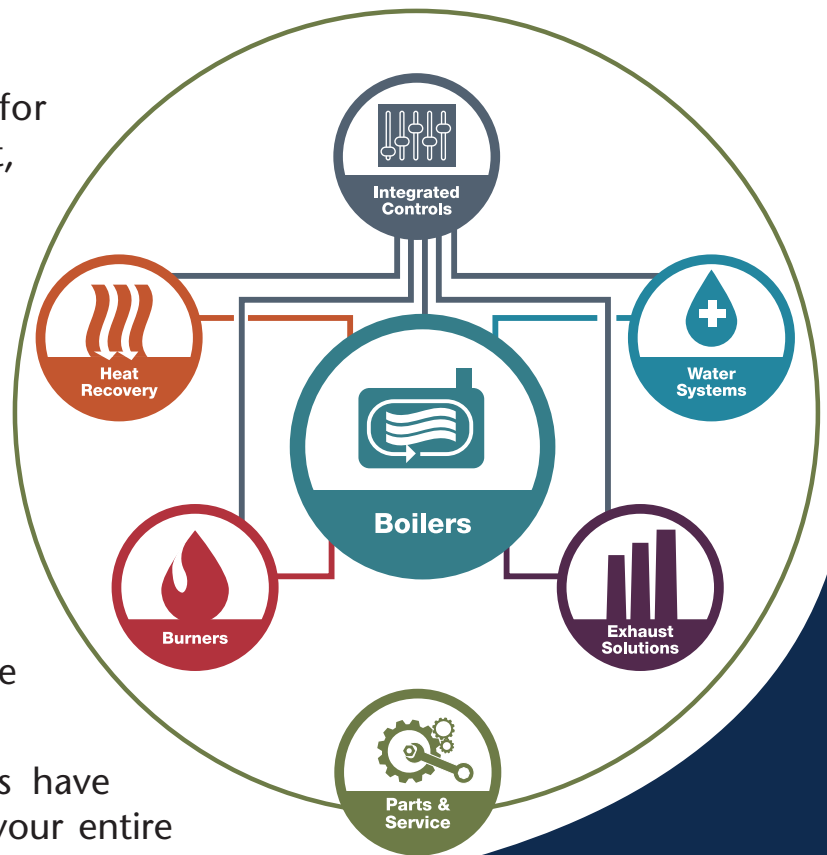 for
t,
Integrated
Controls
Heat
Recovery
Water
Systems
Boilers
Burners
Exhaust
Solutions
e
s have
your entire
Parts &
Service